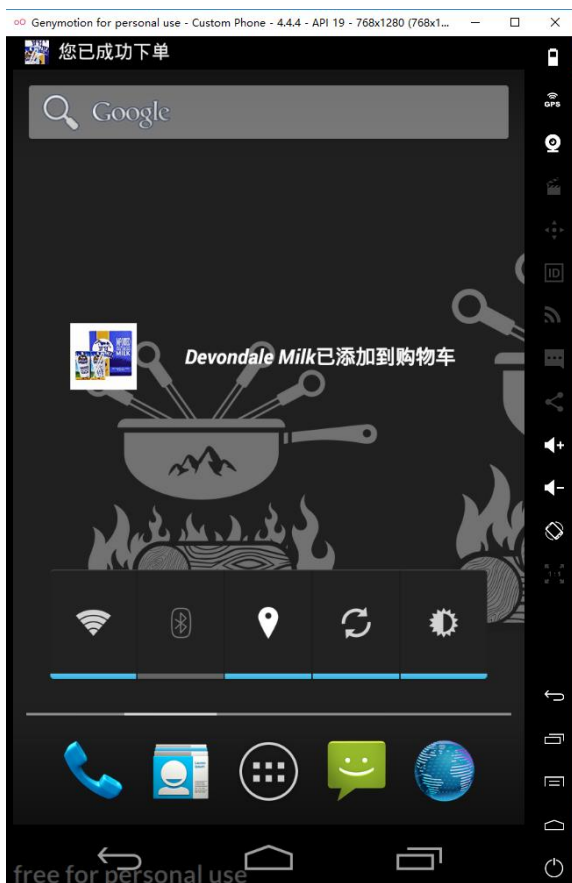 Genymotion for personal use - Custom Phone - 4.4.4 - API 19 - 768x1280 (768x1...
您已成功下单
Google
GPS
ID
Devondale Milk已添加到购物车
1:1
free for personal use